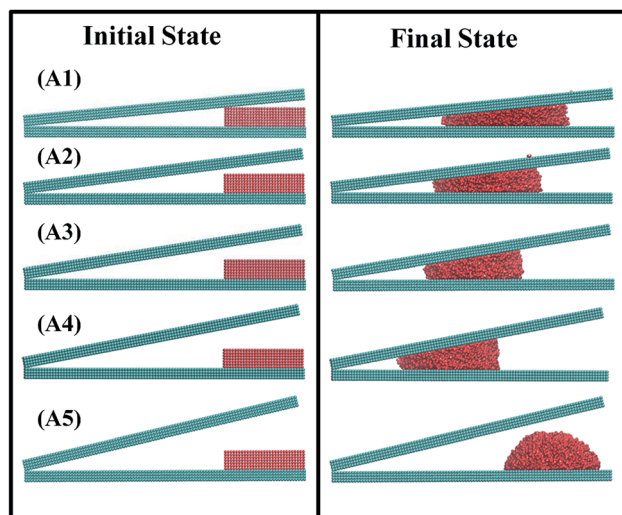 Initial State
Final State
(A1)
(A2)
(A3)
(A4)
(A5)